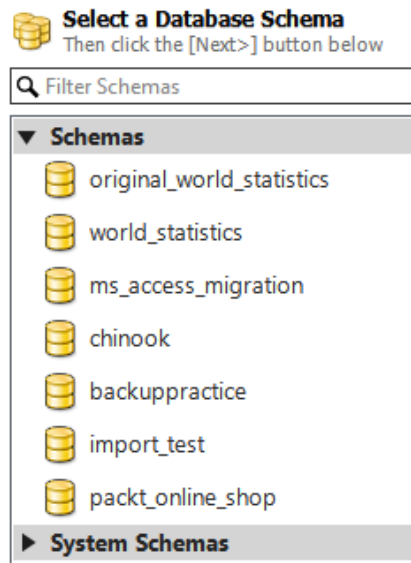 Select a Database Schema
Then click the [Next>] button below
Filter Schemas
Schemas
original_world_statistics
world_statistics
ms_access_migration
chinook
backuppractice
import_test
packt_online_shop
System Schemas